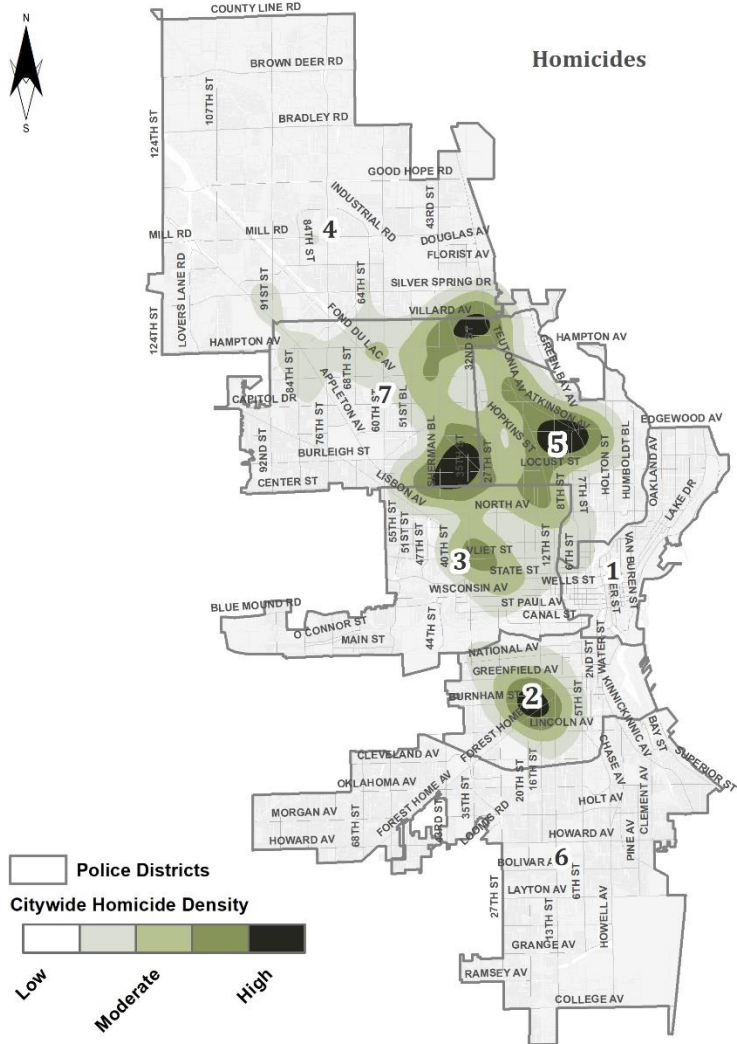 COUNTY LINE RD
N
Homicides
BROWN DEER RD
107TH ST
S
BRADLEY RD
124TH ST
GOOD HOPE RD
INDUSTRIAL RD
43RD ST
MILL RD
MILL RD
84TH ST
4
DOUGLAS AV
FLORIST AV
LOVERS LANE RD
91ST ST
64TH ST
SILVER SPRING DR
VILLARD AV
124TH ST
HAMPTON AV
FOND DU LAC AV
32ND ST
TEUTONIA AV
GREEN BAY AV
HAMPTON AV
84TH ST
68TH ST
CAPITOL DR
APPLETON AV
7
60TH ST
51ST BL
ATKINSON AV
HOPKINS ST
5
EDGEWOOD AV
92ND ST
76TH ST
BURLEIGH ST
SHERMAN BL
35TH ST
27TH ST
LOCUST ST
HOLTON ST
HUMBOLDT BL
OAKLAND AV
CENTER ST
LISBON AV
8TH ST
7TH ST
LAKE DR
NORTH AV
55TH ST
51ST ST
47TH ST
40TH ST
VLIET ST
12TH ST
6TH ST
3
STATE ST
1
VAN BUREN ST
WELLS ST
ER ST
WISCONSIN AV
BLUE MOUND RD
ST PAUL AV
O CONNOR ST
CANAL ST
MAIN ST
44TH ST
NATIONAL AV
2ND ST
WATER ST
GREENFIELD AV
BURNHAM ST
2
5TH ST
KINNICKINNIC AV
FOREST HOME
LINCOLN AV
BAY ST
CLEVELAND AV
CHASE AV
SUPERIOR ST
OKLAHOMA AV
FOREST HOME AV
35TH ST
20TH ST
16TH ST
CLEMENT AV
MORGAN AV
LOOMIS RD
HOLT AV
HOWARD AV
68TH ST
HOWARD AV
PINE AV
BOLIVAR A
6
Police Districts
27TH ST
LAYTON AV
6TH ST
Citywide Homicide Density
13TH ST
HOWELL AV
GRANGE AV
RAMSEY AV
Low
Moderate
High
COLLEGE AV